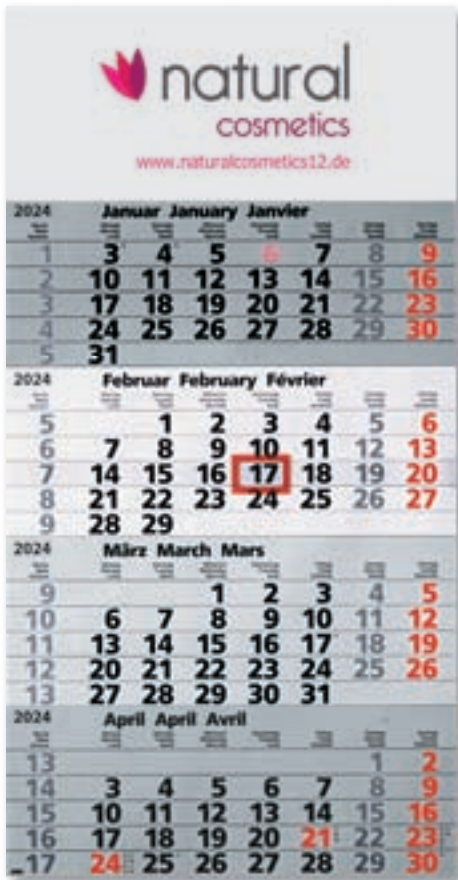 natural
cosmetics
www.naturalcosmetics12.de
2024 Januar January Janvier
1 3 4 5 6 7 8 9
2 10 11 12 13 14 15 16
3 17 18 19 20 21 22 23
4 24 25 26 27 28 29 30
5 31
2024 Februar February Février
5 1 2 3 4 5 6
6 7 8 9 10 11 12 13
7 14 15 16 17 18 19 20
8 21 22 23 24 25 26 27
9 28 29
2024 März March Mars
9 1 2 3 4 5
10 6 7 8 9 10 11 12
11 13 14 15 16 17 18 19
12 20 21 22 23 24 25 26
13 27 28 29 30 31
2024 April April Avril
13 1 2
14 3 4 5 6 7 8 9
15 10 11 12 13 14 15 16
16 17 18 19 20 21 22 23
17 24 25 26 27 28 29 30